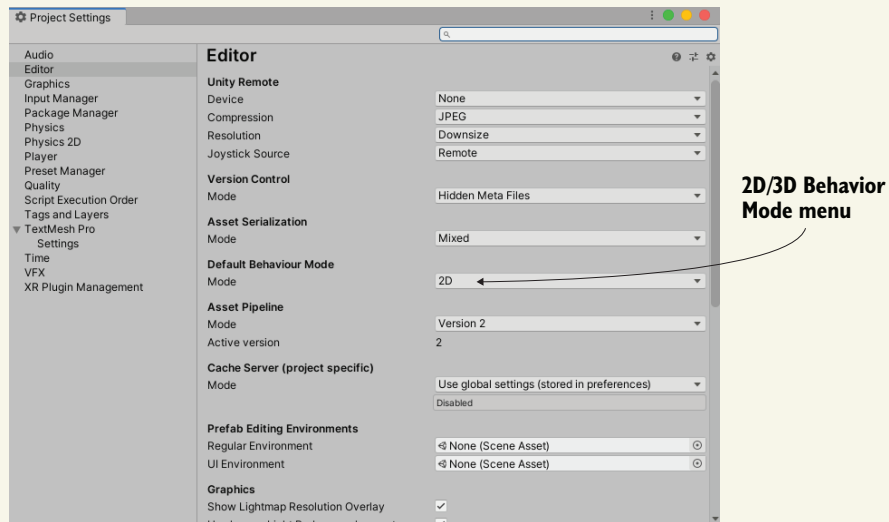 Project Settings
Audio
Editor
Graphics
Input Manager
Package Manager
Physics
Physics 2D
Player
Preset Manager
Quality
Script Execution Order
Tags and Layers
TextMesh Pro
Settings
Time
VFX
XR Plugin Management
Editor
Unity Remote
Device None
Compression JPEG
Resolution Downsize
Joystick Source Remote
Version Control
Mode Hidden Meta Files
Asset Serialization
Mode Mixed
Default Behaviour Mode
Mode 2D
Asset Pipeline
Mode Version 2
Active version 2
Cache Server (project specific)
Mode Use global settings (stored in preferences)
Disabled
Prefab Editing Environments
Regular Environment None (Scene Asset)
UI Environment None (Scene Asset)
Graphics
Show Lightmap Resolution Overlay
2D/3D Behavior
Mode menu